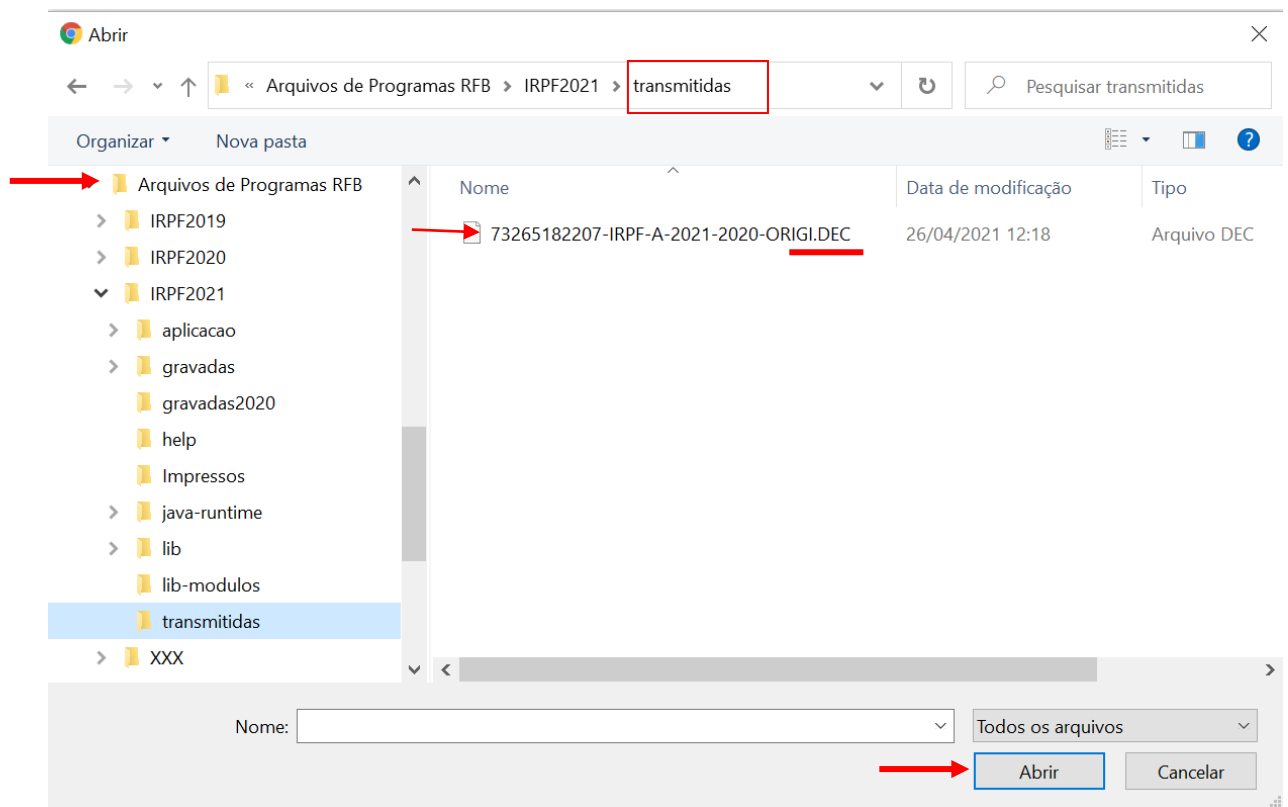 Abrir
« Arquivos de Programas RFB > IRPF2021 > transmitidas
Pesquisar transmitidas
Organizar
Nova pasta
?
Arquivos de Programas RFB
IRPF2019
IRPF2020
IRPF2021
aplicacao
gravadas
gravadas2020
help
Impressos
java-runtime
lib
lib-modulos
transmitidas
XXX
Nome
Data de modificação
Tipo
73265182207-IRPF-A-2021-2020-ORIGI.DEC
26/04/2021 12:18
Arquivo DEC
Nome:
Todos os arquivos
Abrir
Cancelar